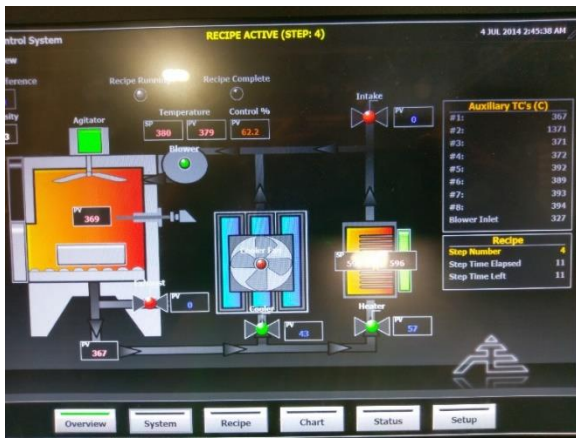 ntrol System
RECIPE ACTIVE (STEP: 4)
4 JUL 2014 2:45:38 AM
Recipe Complete
Intake
Agitator
Temperature
Control %
SP
380
PV
379
PV
62.2
PV
0
Blower
PV
369
Auxiliary TC's (C)
#1: 367
#2: 1371
#3: 371
#4: 372
#5: 392
#6: 389
#7: 393
#8: 394
Blower Inlet 327
Recipe
Step Number 4
Step Time Elapsed 11
Step Time Left 11
Cooler Fan
SP
596
PV
0
Cooler
Heater
PV
43
PV
57
PV
367
Overview
System
Recipe
Chart
Status
Setup